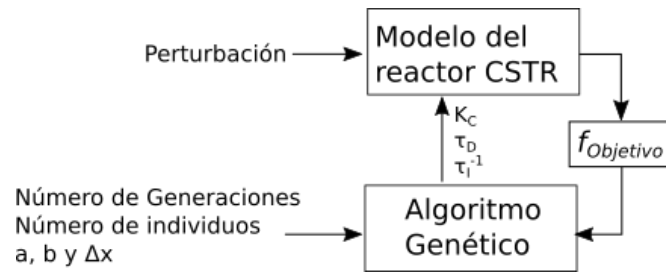 Modelo del
reactor CSTR
Perturbación
K_C
τ_D
τ_I^-1
f_Objetivo
Número de Generaciones
Número de individuos
a, b y Δx
Algoritmo
Genético